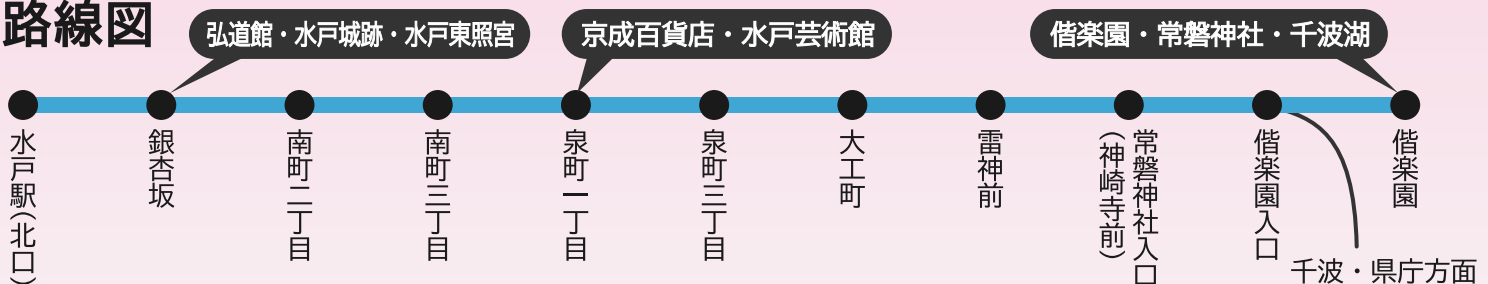 路線図
弘道館・水戸城跡・水戸東照宮
京成百貨店・水戸芸術館
偕楽園・常磐神社・千波湖
水戸駅(北口)
銀杏坂
南町二丁目
南町三丁目
泉町一丁目
泉町三丁目
大工町
雷神前
常磐神社入口
(神崎寺前)
偕楽園入口
偕楽園
千波・県庁方面